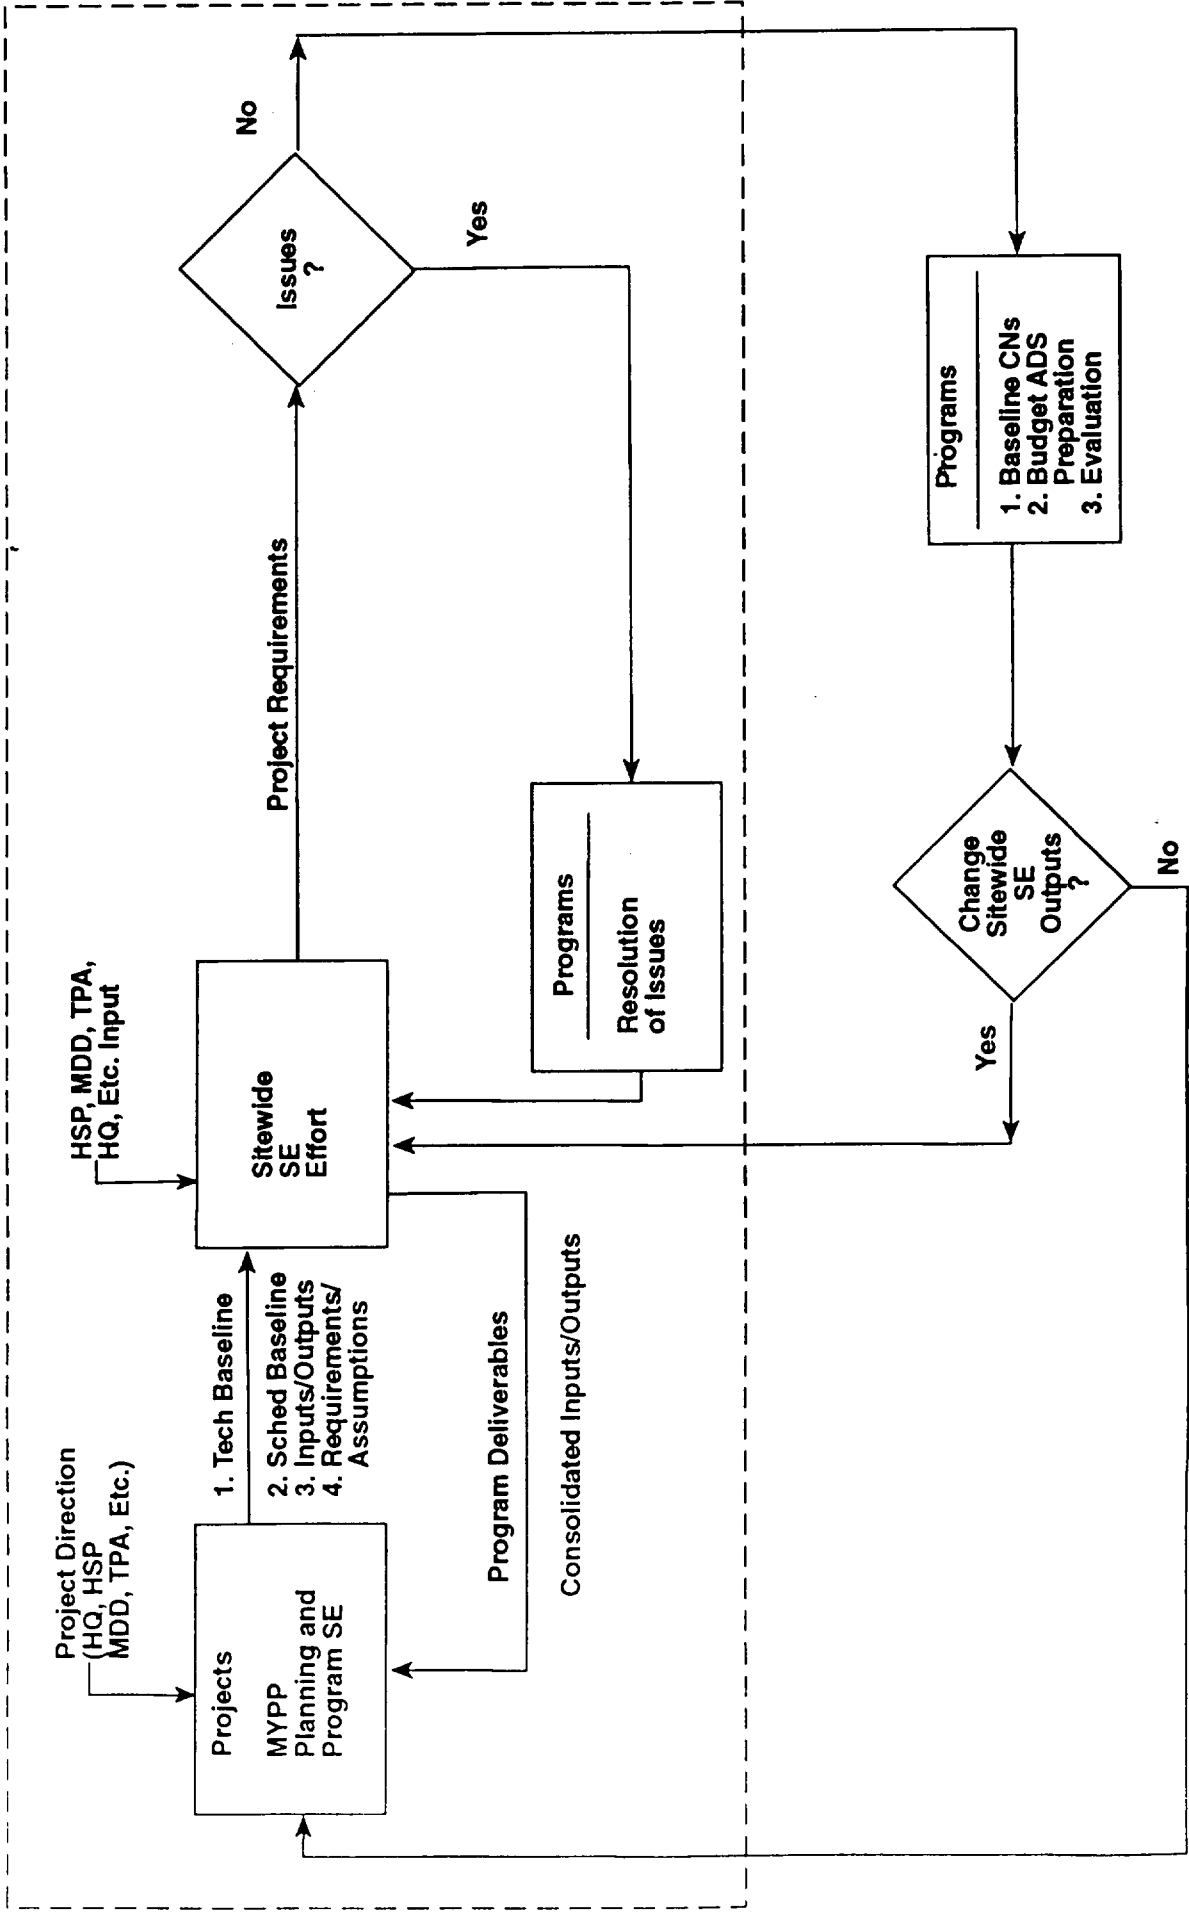 Project Direction
(HQ, HSP
MDD, TPA, Etc.)
Projects
MYPP
Planning and
Program SE
1. Tech Baseline
2. Sched Baseline
3. Inputs/Outputs
4. Requirements/
Assumptions
HSP, MDD, TPA,
HQ, Etc. Input
Sitewide
SE
Effort
Program Deliverables
Consolidated Inputs/Outputs
Project Requirements
Issues
?
No
Yes
Programs
Resolution
of Issues
Programs
1. Baseline CNs
2. Budget ADS
Preparation
3. Evaluation
Change
Sitewide
SE
Outputs
?
Yes
No